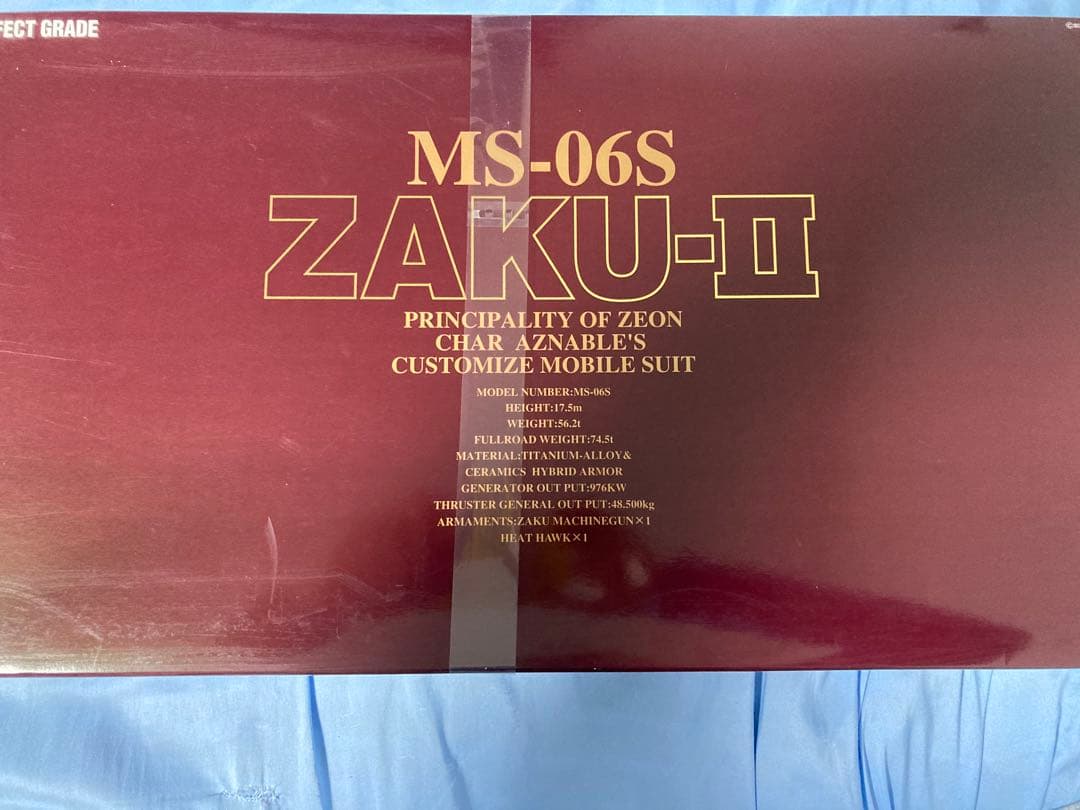 FECT GRADE
MS-06S
ZAKU-II
PRINCIPALITY OF ZEON
CHAR AZNABLE'S
CUSTOMIZE MOBILE SUIT
MODEL NUMBER:MS-06S
HEIGHT:17.5m
WEIGHT:56.2t
FULLROAD WEIGHT:74.5t
MATERIAL:TITANIUM-ALLOY&
CERAMICS HYBRID ARMOR
GENERATOR OUT PUT:976KW
THRUSTER GENERAL OUT PUT:48.500kg
ARMAMENTS:ZAKU MACHINEGUN×1
HEAT HAWK×1